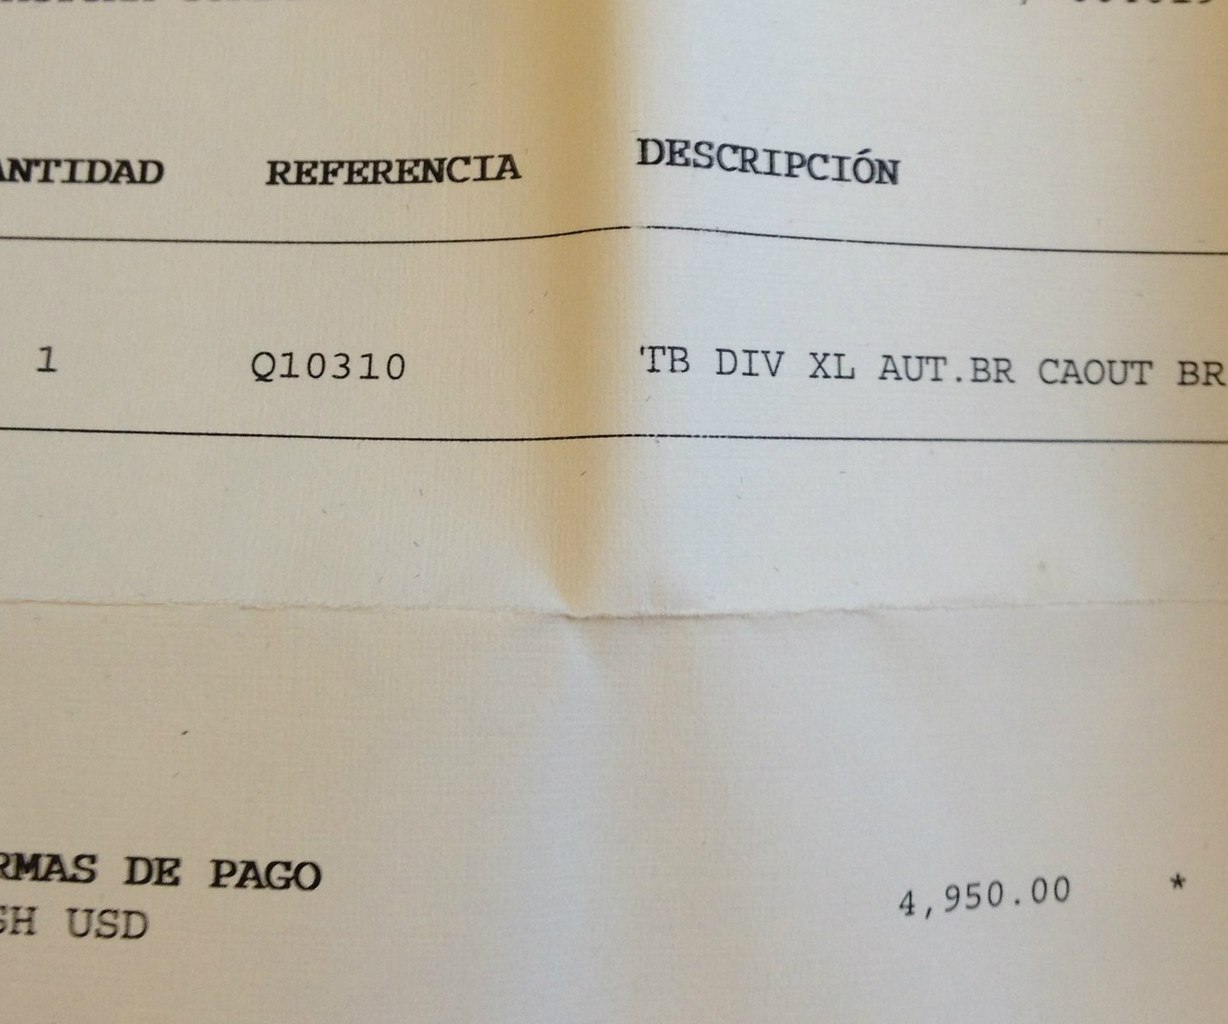 ANTIDAD REFERENCIA DESCRIPCIÓN
1 Q10310 'TB DIV XL AUT.BR CAOUT BR
RMAS DE PAGO
SH USD 4,950.00 *